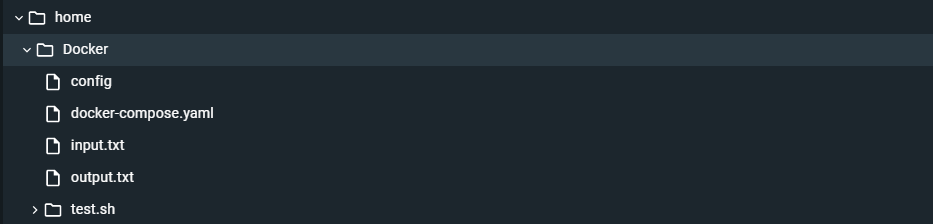 home
Docker
config
docker-compose.yaml
input.txt
output.txt
test.sh